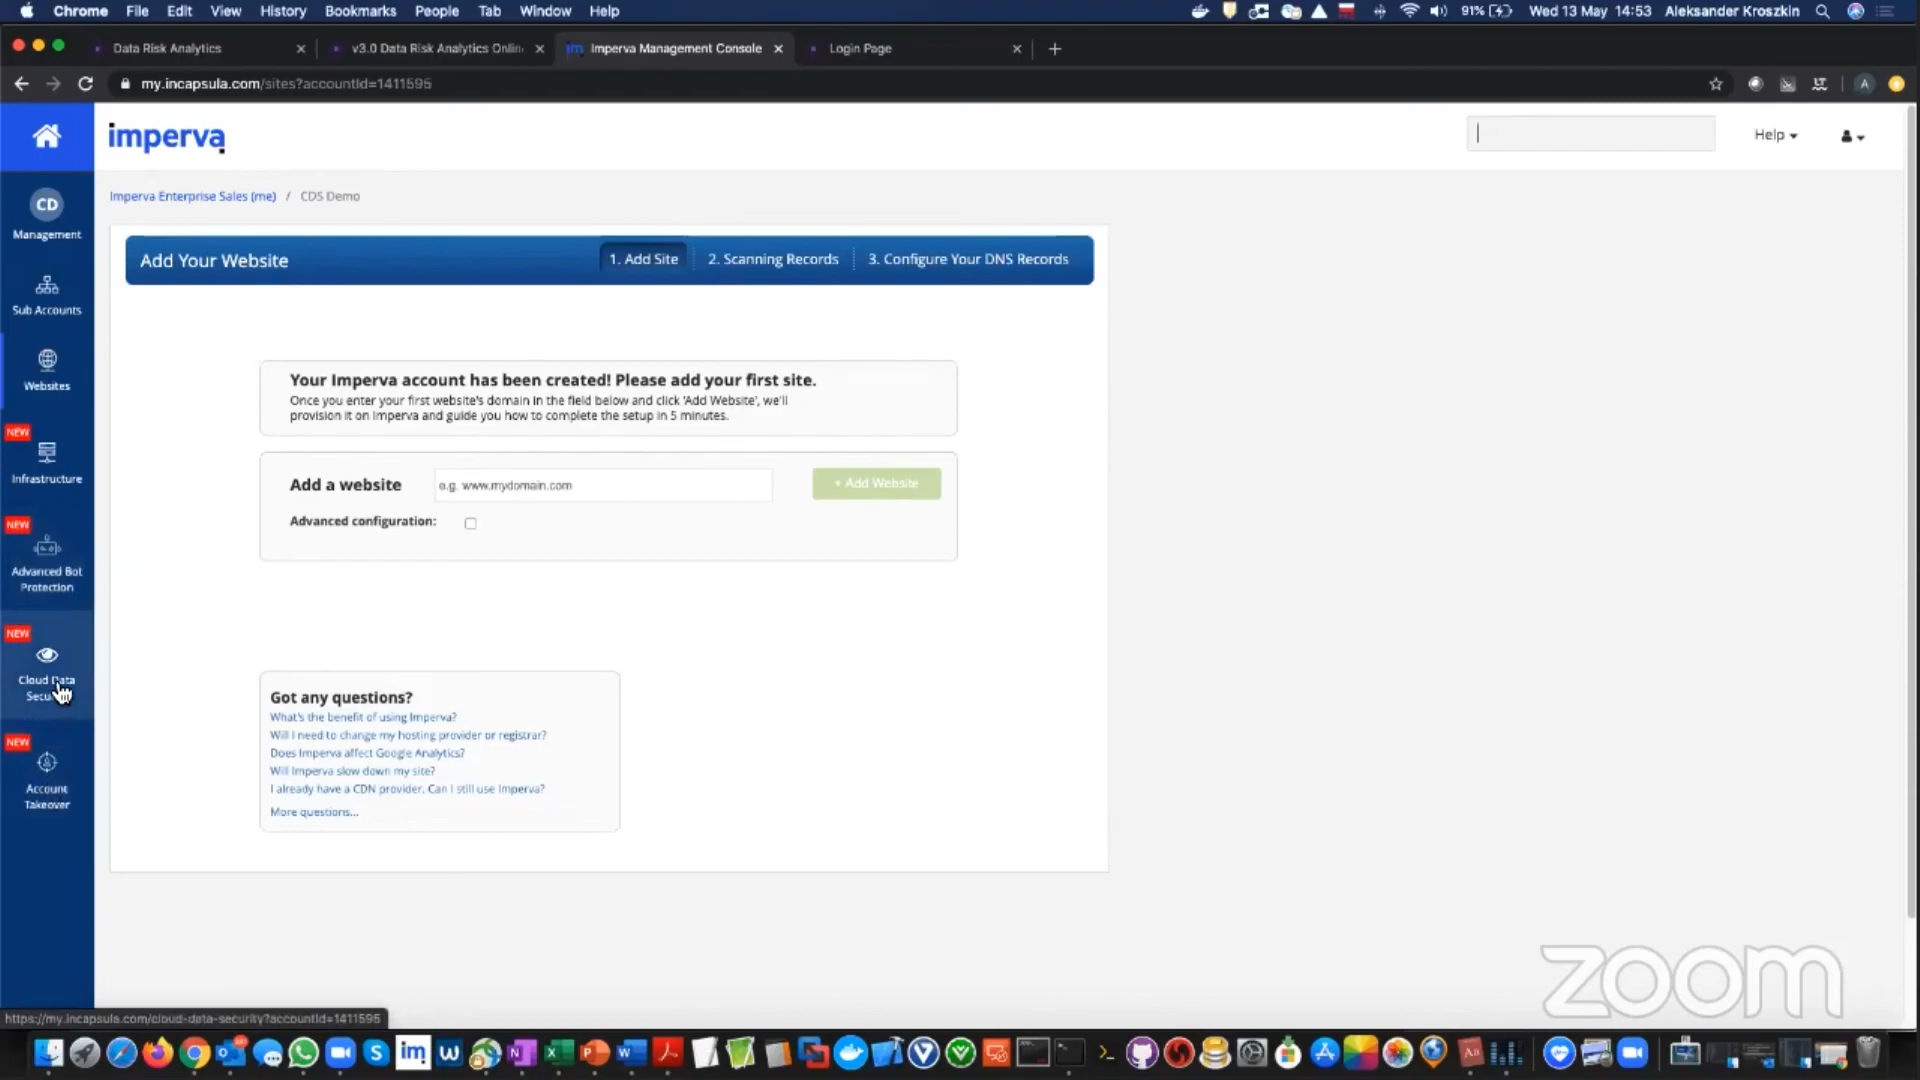 Chrome File Edit View History Bookmarks People Tab Window Help 91% Wed 13 May 14:53 Aleksander Kroszkin
Data Risk Analytics v3.0 Data Risk Analytics Onlin Imperva Management Console Login Page
my.incapsula.com/sites?accountId=1411595
imperva
Help
Imperva Enterprise Sales (me) / CDS Demo
CD
Management
Sub Accounts
Websites
NEW
Infrastructure
NEW
Advanced Bot
Protection
NEW
Cloud Data
NEW
Account
Takeover
Add Your Website 1. Add Site 2. Scanning Records 3. Configure Your DNS Records
Your Imperva account has been created! Please add your first site.
Once you enter your first website's domain in the field below and click 'Add Website', we'll
provision it on Imperva and guide you how to complete the setup in 5 minutes.
Add a website e.g. www.mydomain.com + Add Website
Advanced configuration:
Got any questions?
What's the benefit of using Imperva?
Will I need to change my hosting provider or registrar?
Does Imperva affect Google Analytics?
Will Imperva slow down my site?
I already have a CDN provider. Can I still use Imperva?
More questions...
zoom
https://my.incapsula.com/cloud-data-security?accountId=1411595